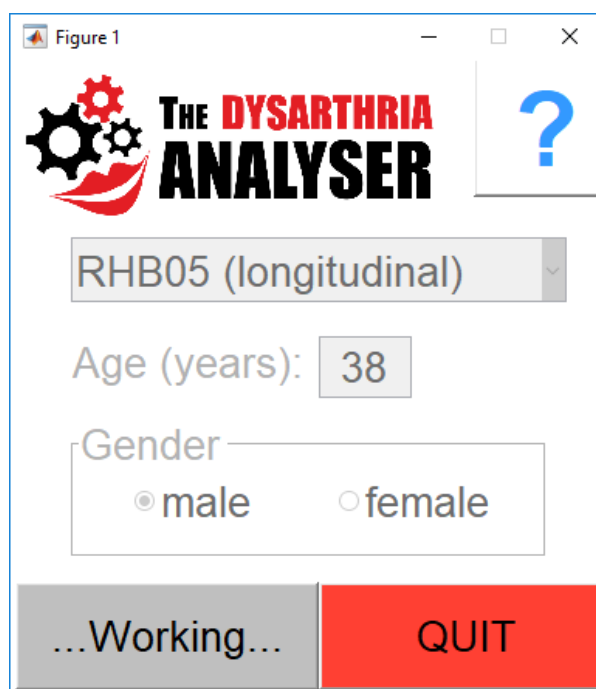 Figure 1
THE DYSARTHRIA
ANALYSER
?
RHB05 (longitudinal)
Age (years): 38
Gender
male female
...Working... QUIT